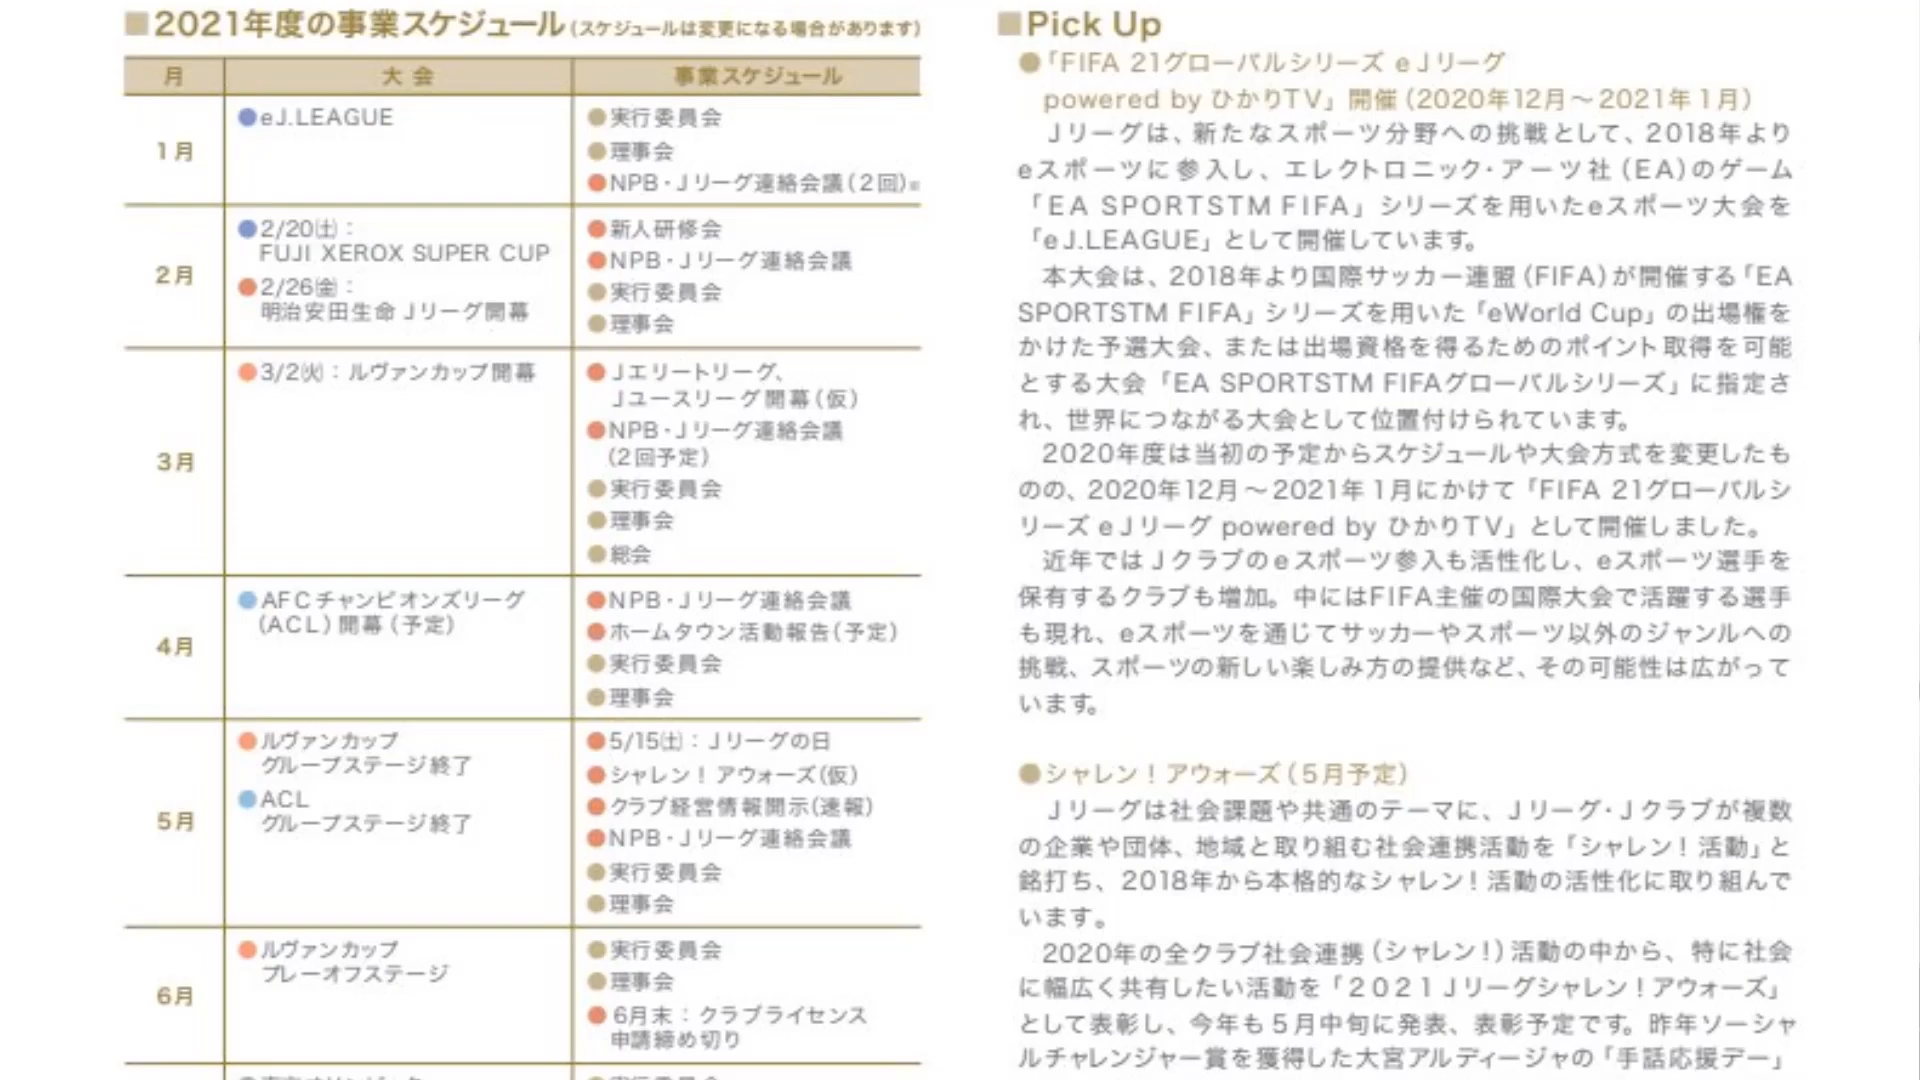 ■2021年度の事業スケジュール(スケジュールは変更になる場合があります)
月 大会 事業スケジュール
1月
●eJ.LEAGUE
●実行委員会
●理事会
●NPB・Jリーグ連絡会議(2回)
2月
●2/20㈯：
FUJI XEROX SUPER CUP
●2/26㈮：
明治安田生命Jリーグ開幕
●新人研修会
●NPB・Jリーグ連絡会議
●実行委員会
●理事会
3月
●3/2㈫：ルヴァンカップ開幕
●Jエリートリーグ、
Jユースリーグ開幕(仮)
●NPB・Jリーグ連絡会議
(2回予定)
●実行委員会
●理事会
●総会
4月
●AFCチャンピオンズリーグ
(ACL)開幕(予定)
●NPB・Jリーグ連絡会議
●ホームタウン活動報告(予定)
●実行委員会
●理事会
5月
●ルヴァンカップ
グループステージ終了
●ACL
グループステージ終了
●5/15㈯：Jリーグの日
●シャレン！アウォーズ(仮)
●クラブ経営情報開示(速報)
●NPB・Jリーグ連絡会議
●実行委員会
●理事会
6月
●ルヴァンカップ
プレーオフステージ
●実行委員会
●理事会
●6月末：クラブライセンス
申請締め切り
■Pick Up
●「FIFA 21グローバルシリーズ eJリーグ
powered by ひかりTV」開催(2020年12月～2021年1月)
Jリーグは、新たなスポーツ分野への挑戦として、2018年より
eスポーツに参入し、エレクトロニック・アーツ社(EA)のゲーム
「EA SPORTSTM FIFA」シリーズを用いたeスポーツ大会を
「eJ.LEAGUE」として開催しています。
本大会は、2018年より国際サッカー連盟(FIFA)が開催する「EA
SPORTSTM FIFA」シリーズを用いた「eWorld Cup」の出場権を
かけた予選大会、または出場資格を得るためのポイント取得を可能
とする大会「EA SPORTSTM FIFAグローバルシリーズ」に指定さ
れ、世界につながる大会として位置付けられています。
2020年度は当初の予定からスケジュールや大会方式を変更したも
のの、2020年12月～2021年1月にかけて「FIFA 21グローバルシ
リーズ eJリーグ powered by ひかりTV」として開催しました。
近年ではJクラブのeスポーツ参入も活性化し、eスポーツ選手を
保有するクラブも増加。中にはFIFA主催の国際大会で活躍する選手
も現れ、eスポーツを通じてサッカーやスポーツ以外のジャンルへの
挑戦、スポーツの新しい楽しみ方の提供など、その可能性は広がって
います。
●シャレン！アウォーズ(5月予定)
Jリーグは社会課題や共通のテーマに、Jリーグ・Jクラブが複数
の企業や団体、地域と取り組む社会連携活動を「シャレン！活動」と
銘打ち、2018年から本格的なシャレン！活動の活性化に取り組んで
います。
2020年の全クラブ社会連携(シャレン！)活動の中から、特に社会
に幅広く共有したい活動を「2021Jリーグシャレン！アウォーズ」
として表彰し、今年も5月中旬に発表、表彰予定です。昨年ソーシャ
ルチャレンジャー賞を獲得した大宮アルディージャの「手話応援デー」